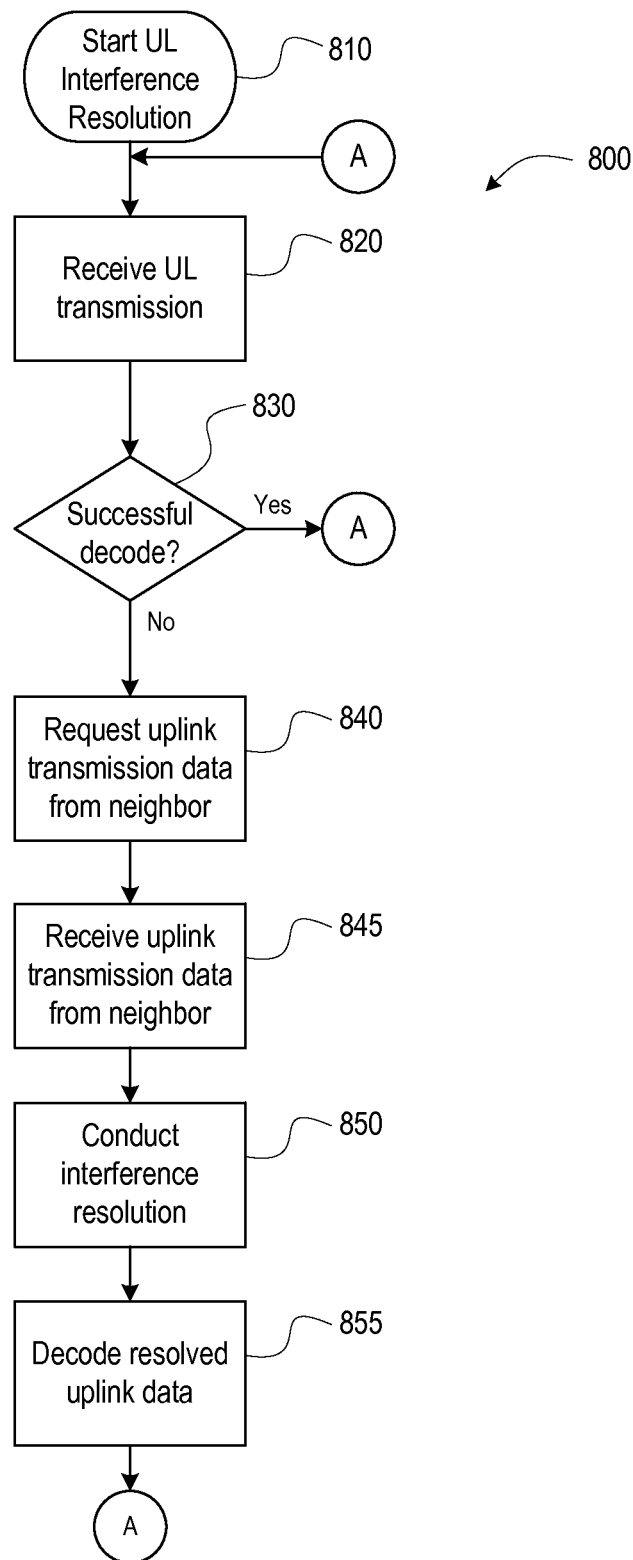 Start UL
Interference
Resolution
810
A
800
Receive UL
transmission
820
830
Successful
decode?
Yes
A
No
Request uplink
transmission data
from neighbor
840
Receive uplink
transmission data
from neighbor
845
Conduct
interference
resolution
850
Decode resolved
uplink data
855
A